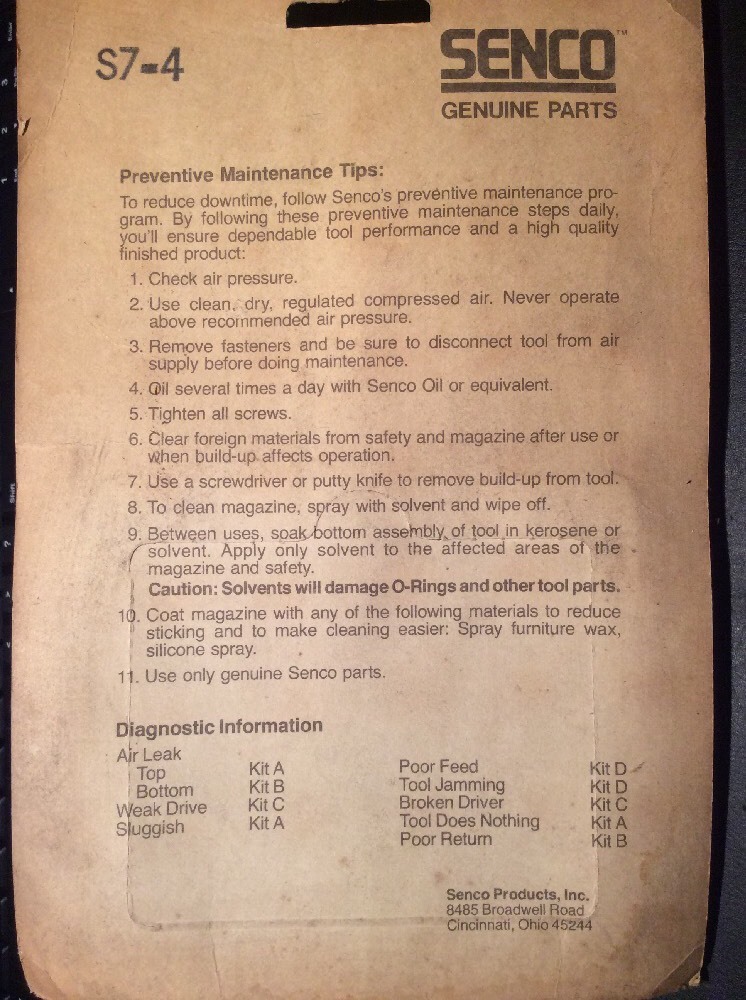 S7-4
SENCO™
GENUINE PARTS
Preventive Maintenance Tips:
To reduce downtime, follow Senco's preventive maintenance pro-
gram. By following these preventive maintenance steps daily,
you'll ensure dependable tool performance and a high quality
finished product:
1. Check air pressure.
2. Use clean, dry, regulated compressed air. Never operate
above recommended air pressure.
3. Remove fasteners and be sure to disconnect tool from air
supply before doing maintenance.
4. Oil several times a day with Senco Oil or equivalent.
5. Tighten all screws.
6. Clear foreign materials from safety and magazine after use or
when build-up affects operation.
7. Use a screwdriver or putty knife to remove build-up from tool.
8. To clean magazine, spray with solvent and wipe off.
9. Between uses, soak bottom assembly of tool in kerosene or
solvent. Apply only solvent to the affected areas of the
magazine and safety.
Caution: Solvents will damage O-Rings and other tool parts.
10. Coat magazine with any of the following materials to reduce
sticking and to make cleaning easier: Spray furniture wax,
silicone spray.
11. Use only genuine Senco parts.
Diagnostic Information
Air Leak
Top Kit A
Bottom Kit B
Weak Drive Kit C
Sluggish Kit A
Poor Feed Kit D
Tool Jamming Kit D
Broken Driver Kit C
Tool Does Nothing Kit A
Poor Return Kit B
Senco Products, Inc.
8485 Broadwell Road
Cincinnati, Ohio 45244